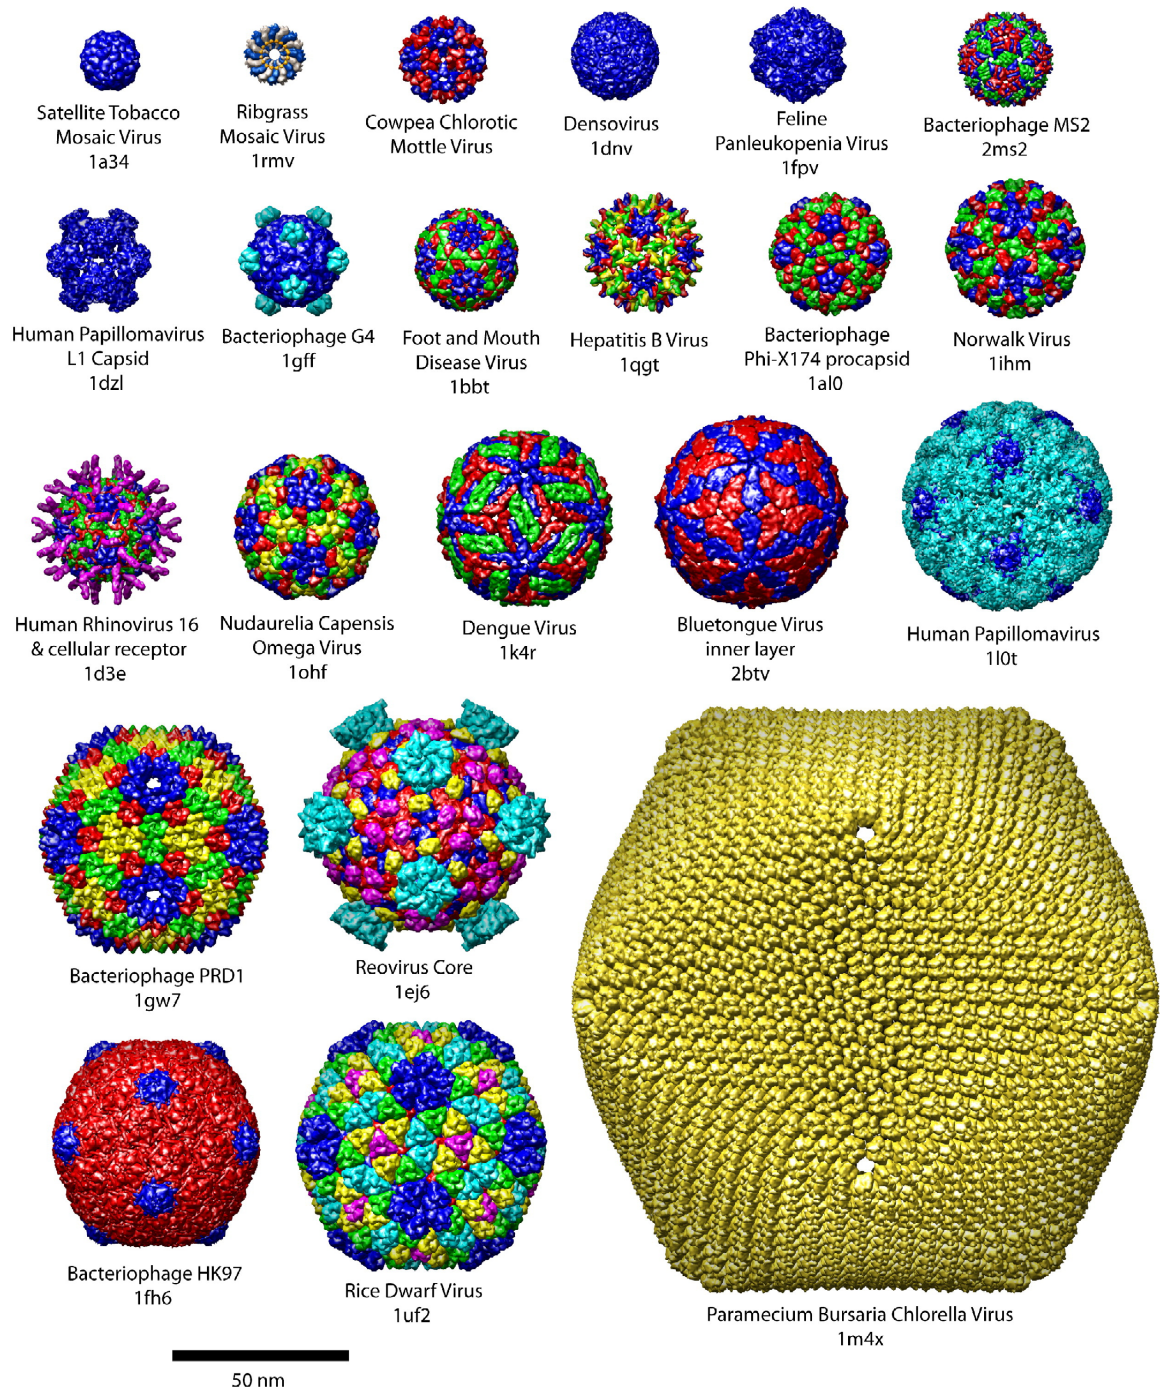 Satellite Tobacco
Mosaic Virus
1a34
Ribgrass
Mosaic Virus
1rmv
Cowpea Chlorotic
Mottle Virus
Densovirus
1dnv
Feline
Panleukopenia Virus
1fpv
Bacteriophage MS2
2ms2
Human Papillomavirus
L1 Capsid
1dzl
Bacteriophage G4
1gff
Foot and Mouth
Disease Virus
1bbt
Hepatitis B Virus
1qgt
Bacteriophage
Phi-X174 procapsid
1al0
Norwalk Virus
1ihm
Human Rhinovirus 16
& cellular receptor
1d3e
Nudaurelia Capensis
Omega Virus
1ohf
Dengue Virus
1k4r
Bluetongue Virus
inner layer
2btv
Human Papillomavirus
1l0t
Bacteriophage PRD1
1gw7
Reovirus Core
1ej6
Bacteriophage HK97
1fh6
Rice Dwarf Virus
1uf2
Paramecium Bursaria Chlorella Virus
1m4x
50 nm